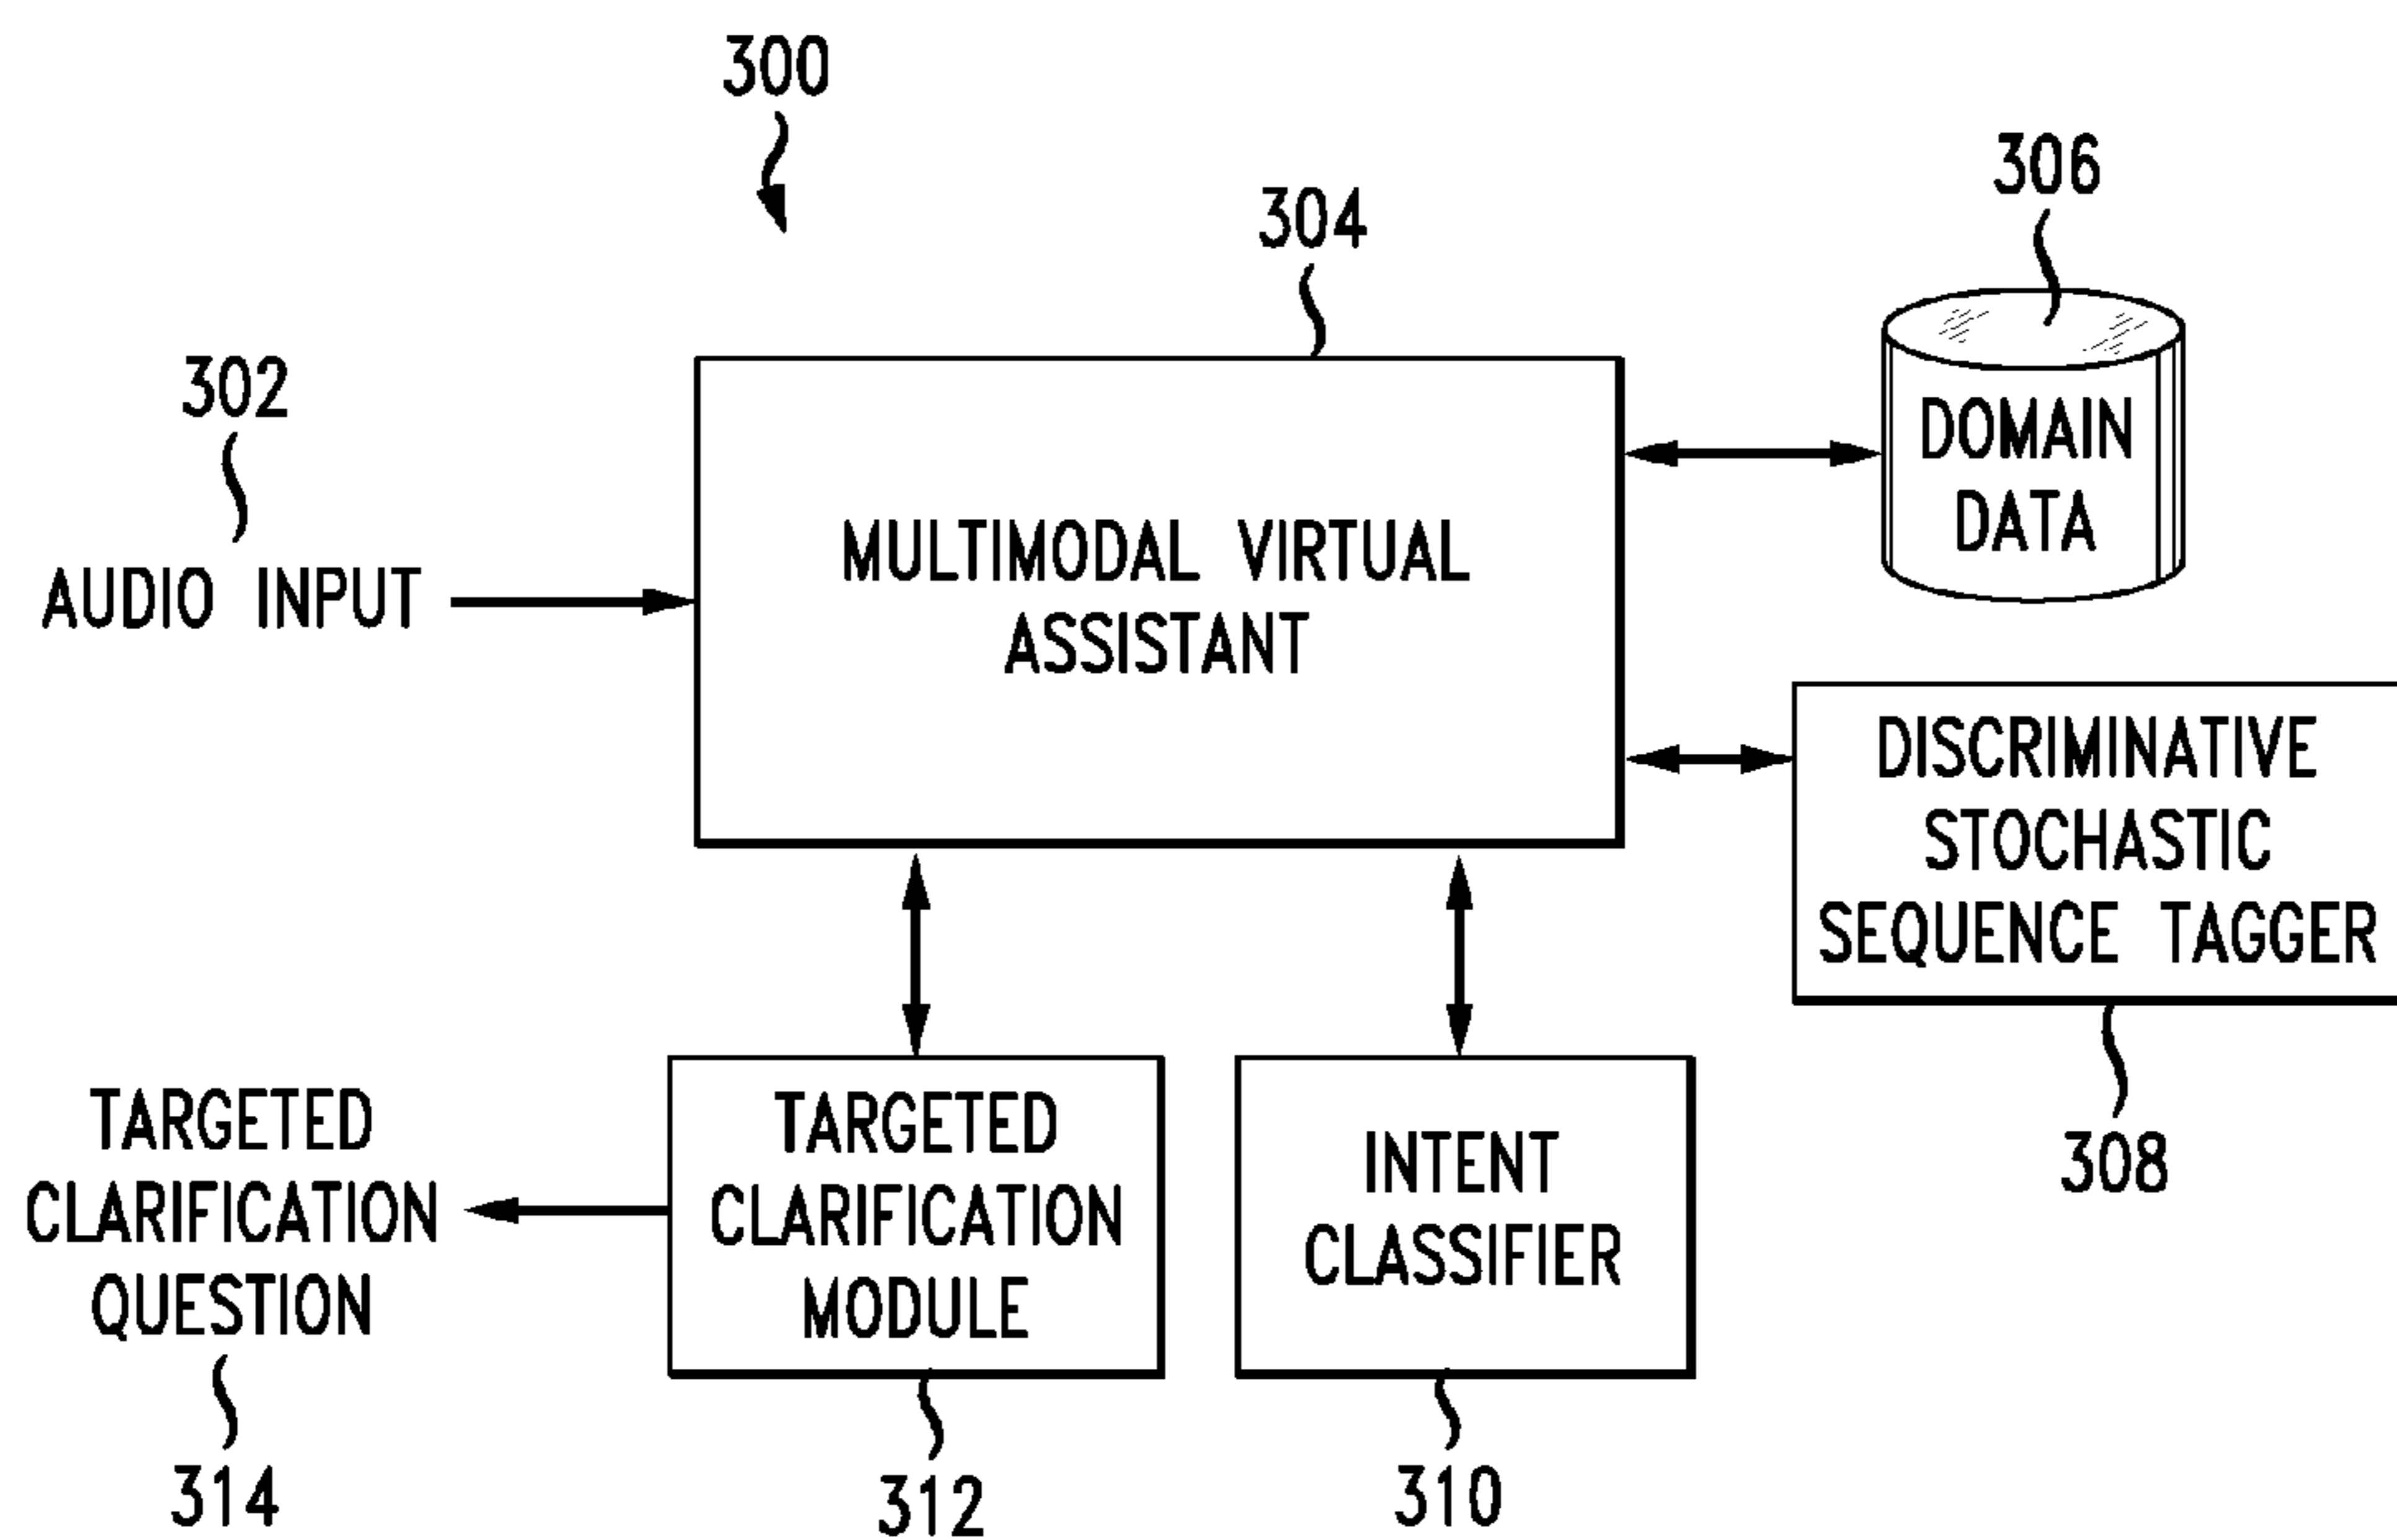 300
304
306
302
AUDIO INPUT
MULTIMODAL VIRTUAL
ASSISTANT
DOMAIN
DATA
DISCRIMINATIVE
STOCHASTIC
SEQUENCE TAGGER
308
TARGETED
CLARIFICATION
QUESTION
314
TARGETED
CLARIFICATION
MODULE
312
INTENT
CLASSIFIER
310